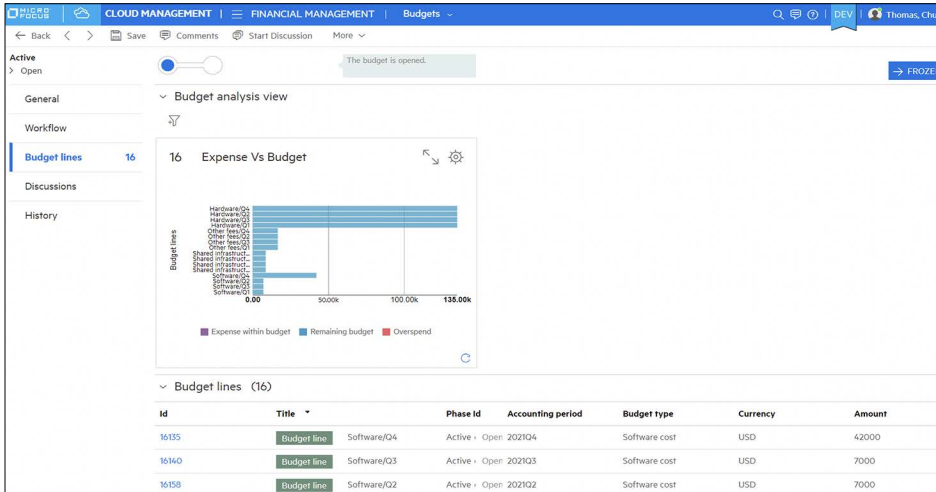 MICRO FOCUS CLOUD MANAGEMENT | FINANCIAL MANAGEMENT | Budgets DEV Thomas, Chu
Back Save Comments Start Discussion More
Active
Open
The budget is opened.
FROZE
General
Workflow
Budget lines 16
Discussions
History
Budget analysis view
16 Expense Vs Budget
Budget lines
Hardware/Q4
Hardware/Q2
Hardware/Q3
Hardware/Q1
Other fees/Q4
Other fees/Q2
Other fees/Q3
Other fees/Q1
Shared infrastruct...
Shared infrastruct...
Shared infrastruct...
Shared infrastruct...
Software/Q4
Software/Q2
Software/Q3
Software/Q1
0.00 50.00k 100.00k 135.00k
Expense within budget Remaining budget Overspend
Budget lines (16)
Id Title Phase Id Accounting period Budget type Currency Amount
16135 Budget line Software/Q4 Active Open 2021Q4 Software cost USD 42000
16140 Budget line Software/Q3 Active Open 2021Q3 Software cost USD 7000
16158 Budget line Software/Q2 Active Open 2021Q2 Software cost USD 7000